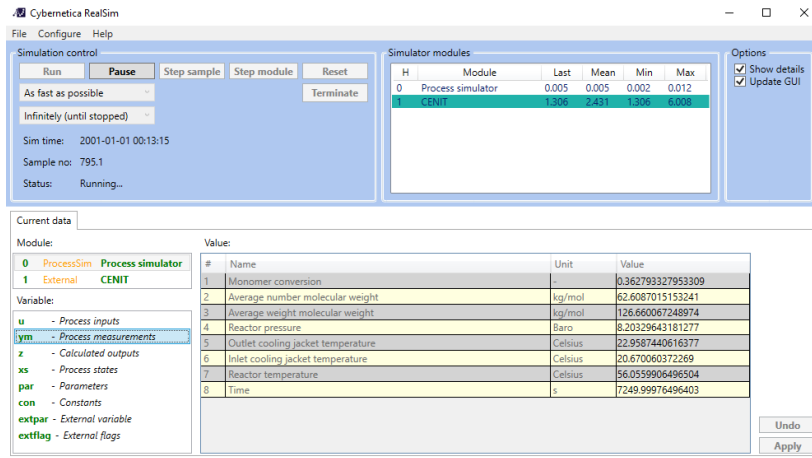 Cybernetica RealSim
File Configure Help
Simulation control
Run Pause Step sample Step module Reset
As fast as possible Terminate
Infinitely (until stopped)
Sim time: 2001-01-01 00:13:15
Sample no: 795.1
Status: Running...
Simulator modules
H Module Last Mean Min Max
0 Process simulator 0.005 0.005 0.002 0.012
1 CENIT 1.306 2.431 1.306 6.008
Options
Show details
Update GUI
Current data
Module:
0 ProcessSim Process simulator
1 External CENIT
Variable:
u - Process inputs
ym - Process measurements
z - Calculated outputs
xs - Process states
par - Parameters
con - Constants
extpar - External variable
extflag - External flags
Value:
# Name Unit Value
1 Monomer conversion - 0.362793327953309
2 Average number molecular weight kg/mol 62.6087015153241
3 Average weight molecular weight kg/mol 126.660067248974
4 Reactor pressure Baro 8.20329643181277
5 Outlet cooling jacket temperature Celsius 22.9587440616377
6 Inlet cooling jacket temperature Celsius 20.670060372269
7 Reactor temperature Celsius 56.0559906496504
8 Time s 7249.99976496403
Undo
Apply